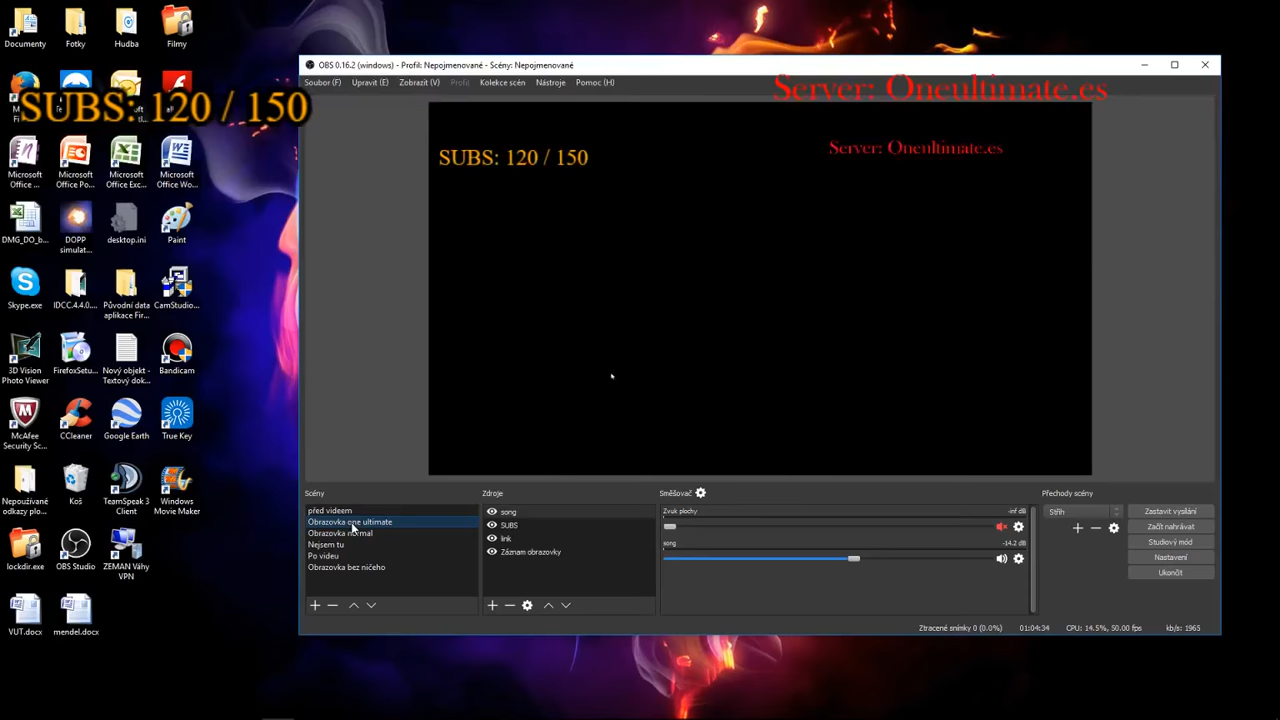 Documenty
Fotky
Hudba
Filmy
SUBS: 120 / 150
Microsoft Office ...
Microsoft Office Po...
Microsoft Office Exc...
Microsoft Office Wo...
DMG_DO_b...
DOPP simulat...
desktop.ini
Paint
Skype.exe
IDCC.4.4.0....
Původní data aplikace Fir...
CamStudio...
3D Vision Photo Viewer
FirefoxSetu...
Nový objekt - Textový dok...
Bandicam
McAfee Security Sc...
CCleaner
Google Earth
True Key
Nepoužívané odkazy plo...
Koš
TeamSpeak 3 Client
Windows Movie Maker
lockdir.exe
OBS Studio
ZEMAN Váhy VPN
VUT.docx
mendel.docx
OBS 0.16.2 (windows) - Profil: Nepojmenované - Scény: Nepojmenované
Soubor (F)
Upravit (E)
Zobrazit (V)
Profil
Kolekce scén
Nástroje
Pomoc (H)
Server: Oneultimate.es
SUBS: 120 / 150
Server: Oneultimate.es
Scény
před videem
Obrazovka one ultimate
Obrazovka normal
Nejsem tu
Po video
Obrazovka bez ničeho
Zdroje
song
SUBS
link
Záznam obrazovky
Směšovač
Zvuk plochy
-inf dB
song
-14.2 dB
Přechody scény
Střih
Zastavit vysílání
Začít nahrávat
Studiový mód
Nastavení
Ukončit
Ztracené snímky 0 (0.0%)
01:04:34
CPU: 14.5%, 50.00 fps
kb/s: 1965